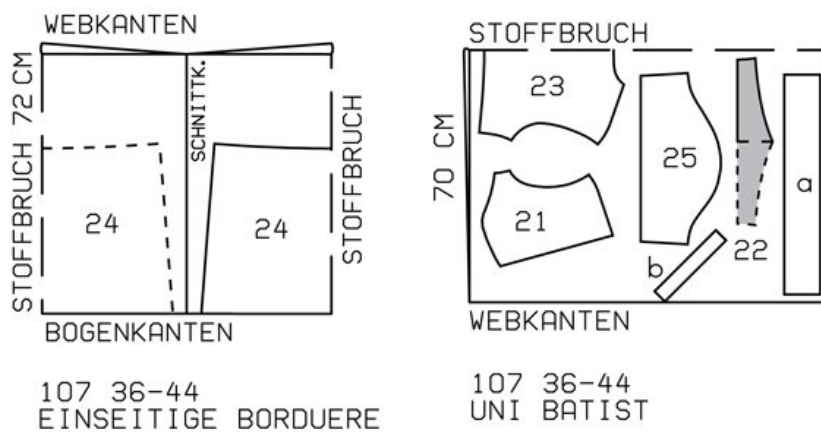 WEBKANTEN
72 CM
SCHNITTK.
STOFFBRUCH
24
24
STOFFBRUCH
BOGENKANTEN
107 36-44
EINSEITIGE BORDUERE
STOFFBRUCH
70 CM
23
25
a
21
b
22
WEBKANTEN
107 36-44
UNI BATIST